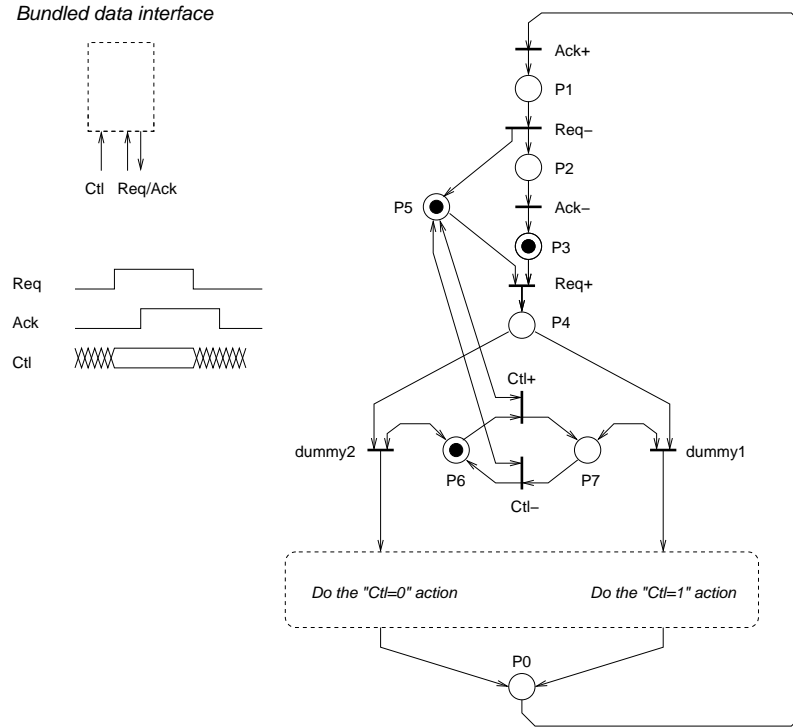 Bundled data interface
Ctl Req/Ack
Req
Ack
Ctl
Ack+
P1
Req−
P2
P5
Ack−
P3
Req+
P4
Ctl+
dummy2
P6
P7
dummy1
Ctl−
Do the "Ctl=0" action
Do the "Ctl=1" action
P0